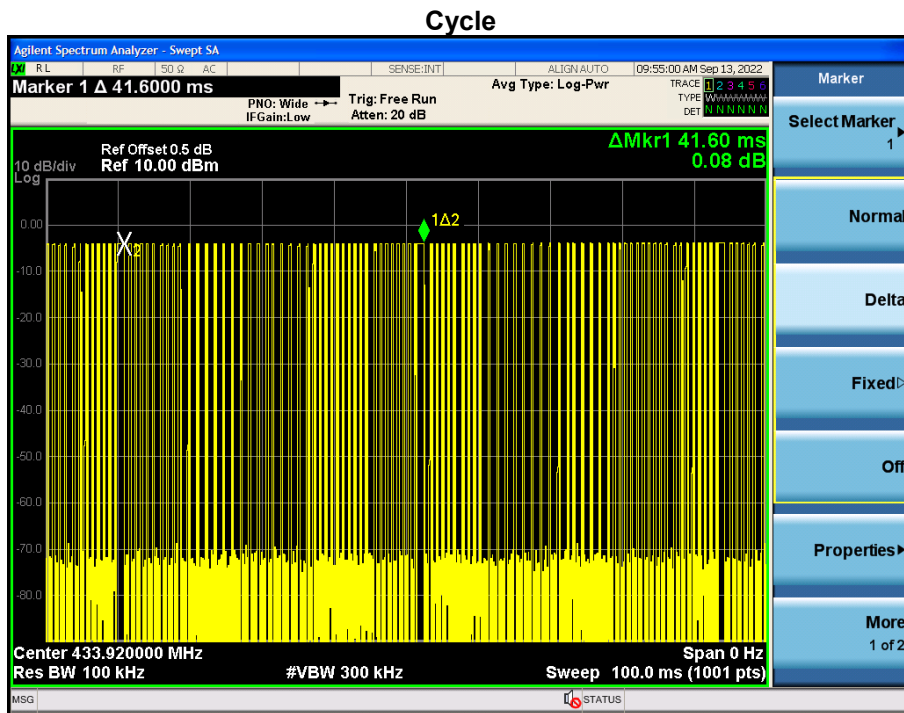 Cycle
Agilent Spectrum Analyzer - Swept SA
LXI RL RF 50 Ω AC SENSE:INT ALIGN AUTO 09:55:00 AM Sep 13, 2022
Marker 1 Δ 41.6000 ms
PNO: Wide
IFGain:Low
Trig: Free Run
Atten: 20 dB
Avg Type: Log-Pwr
TRACE 1 2 3 4 5 6
TYPE
DET N N N N N N
ΔMkr1 41.60 ms
0.08 dB
Ref Offset 0.5 dB
10 dB/div Ref 10.00 dBm
Log
0.00
-10.0
-20.0
-30.0
-40.0
-50.0
-60.0
-70.0
-80.0
1Δ2
2
Center 433.920000 MHz Span 0 Hz
Res BW 100 kHz #VBW 300 kHz Sweep 100.0 ms (1001 pts)
MSG STATUS
Marker
Select Marker
1
Normal
Delta
Fixed
Off
Properties
More
1 of 2